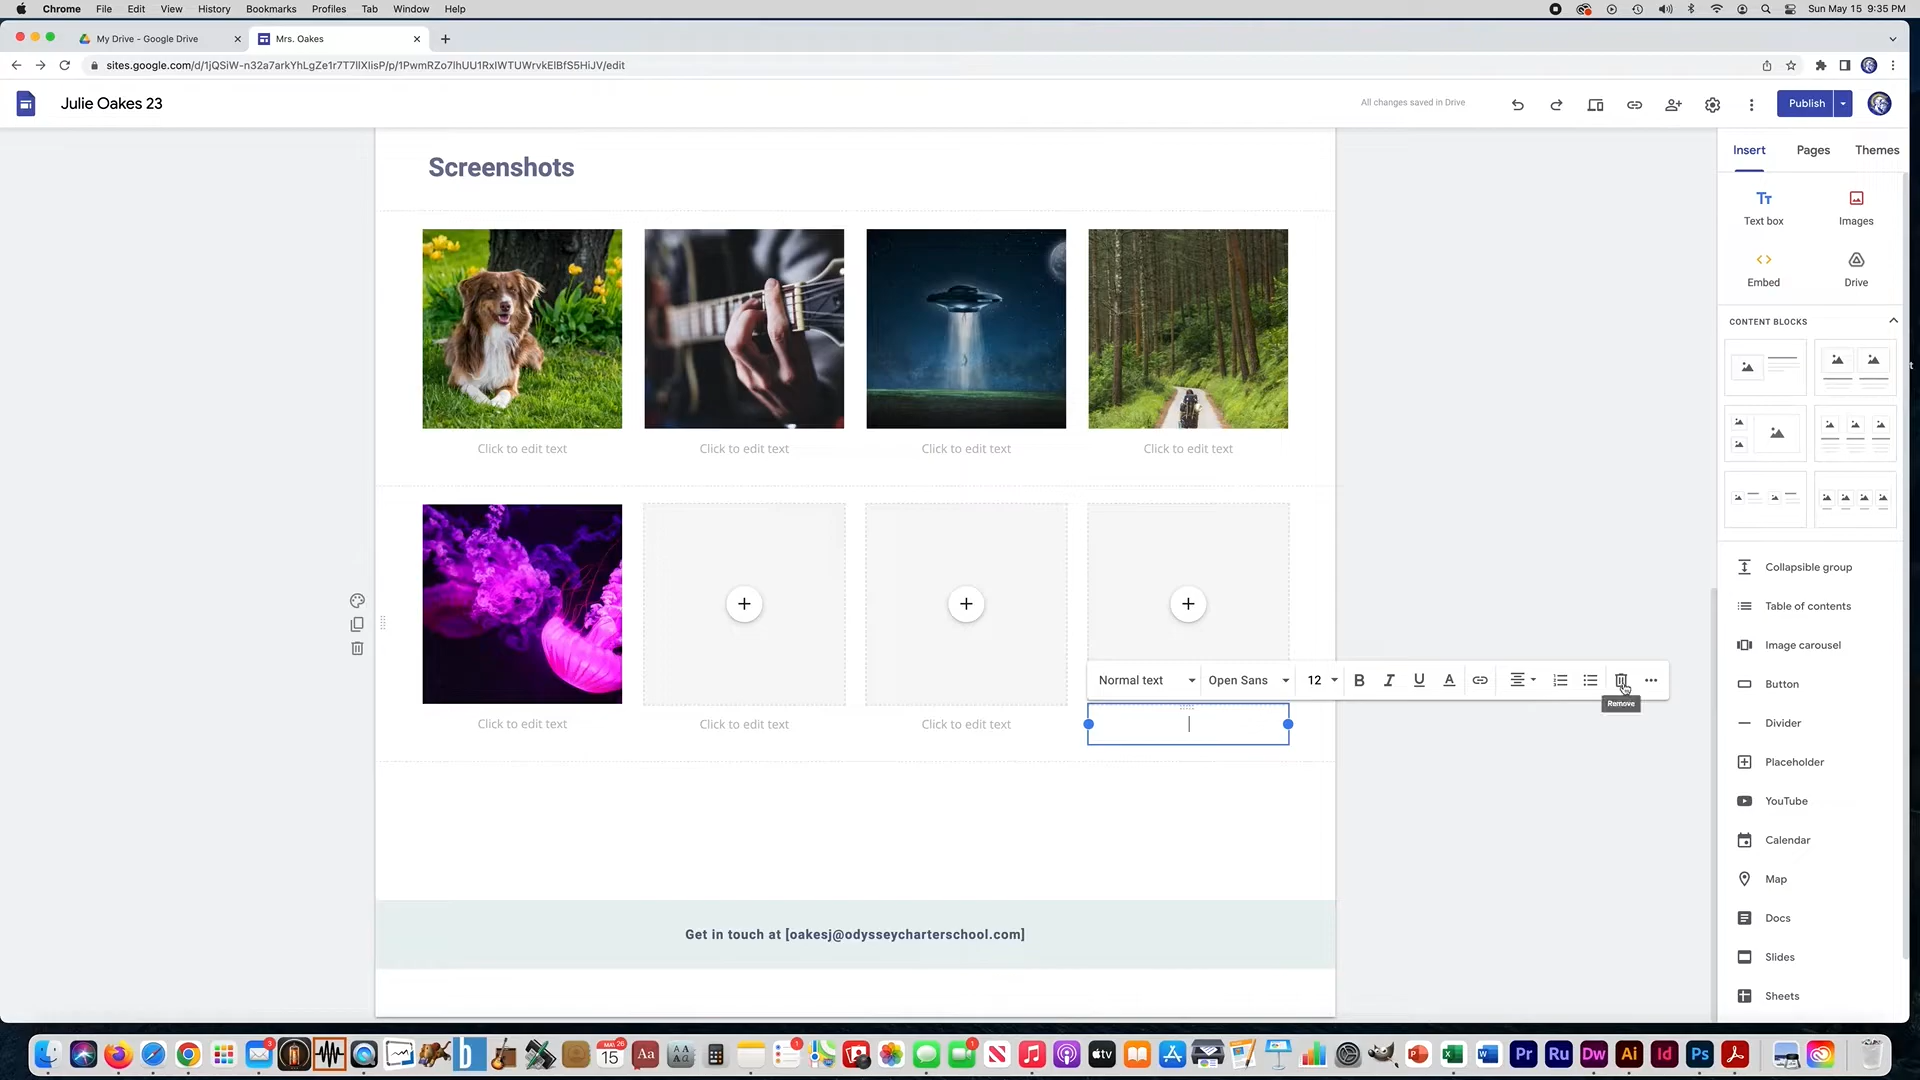 Chrome File Edit View History Bookmarks Profiles Tab Window Help Sun May 15 9:35 PM
My Drive - Google Drive Mrs. Oakes
sites.google.com/d/1jQSiW-n32a7arkYhLgZe1r7T7llXIisP/p/1PwmRZo7lhUU1RxIWTUWrvkElBfS5HiJV/edit
Julie Oakes 23 All changes saved in Drive Publish
Insert Pages Themes
Screenshots
Text box Images
Embed Drive
CONTENT BLOCKS
Click to edit text Click to edit text Click to edit text Click to edit text
Collapsible group
Table of contents
Image carousel
Normal text Open Sans 12 B I U A
Button
Remove
Click to edit text Click to edit text Click to edit text
Divider
Placeholder
YouTube
Calendar
Map
Docs
Get in touch at [oakesj@odysseycharterschool.com]
Slides
Sheets